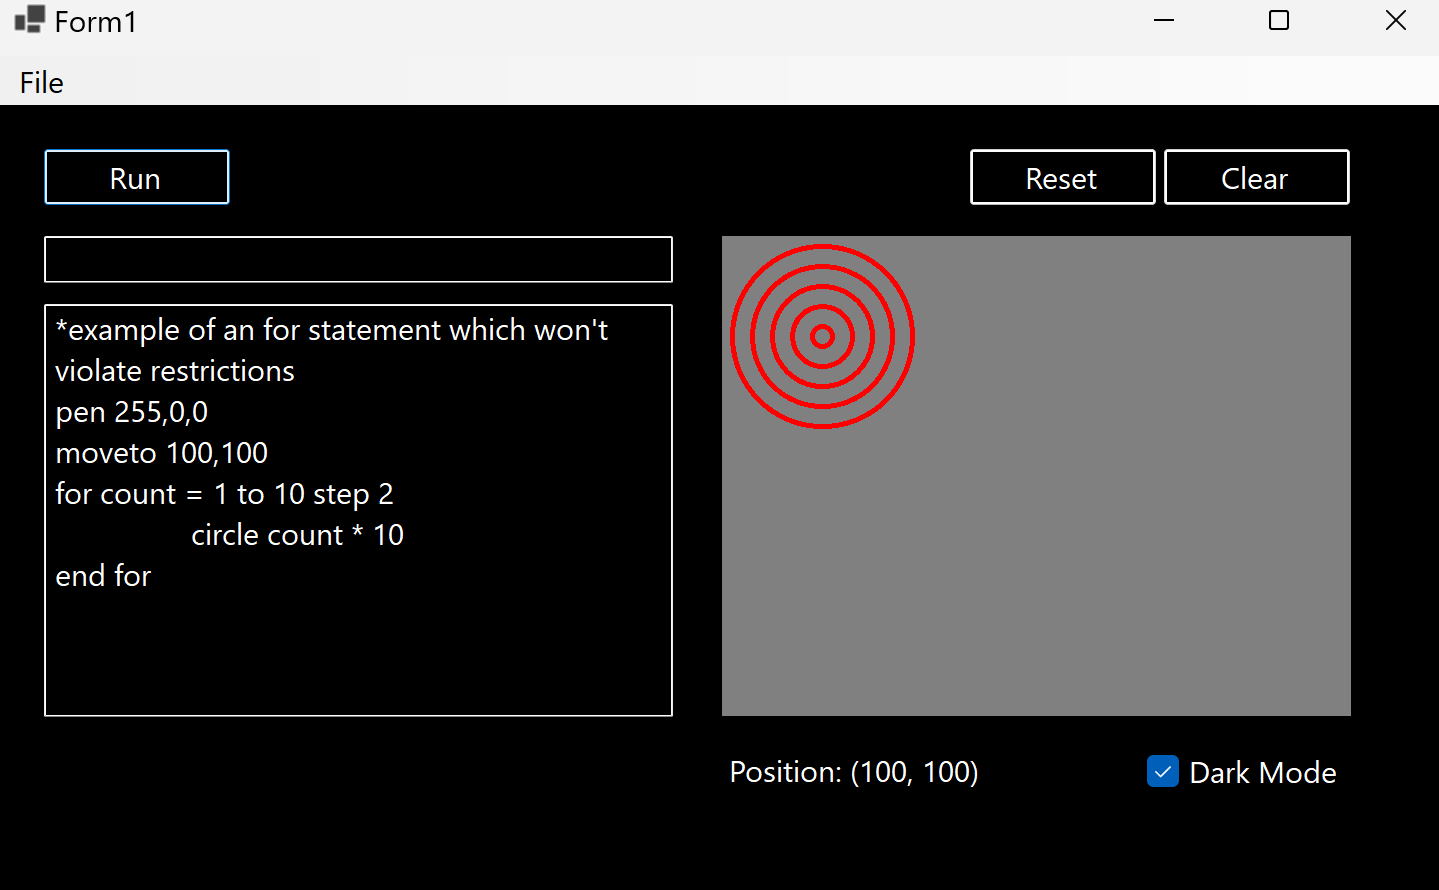 Form1
File
Run
Reset
Clear
*example of an for statement which won't
violate restrictions
pen 255,0,0
moveto 100,100
for count = 1 to 10 step 2
circle count * 10
end for
Position: (100, 100)
Dark Mode